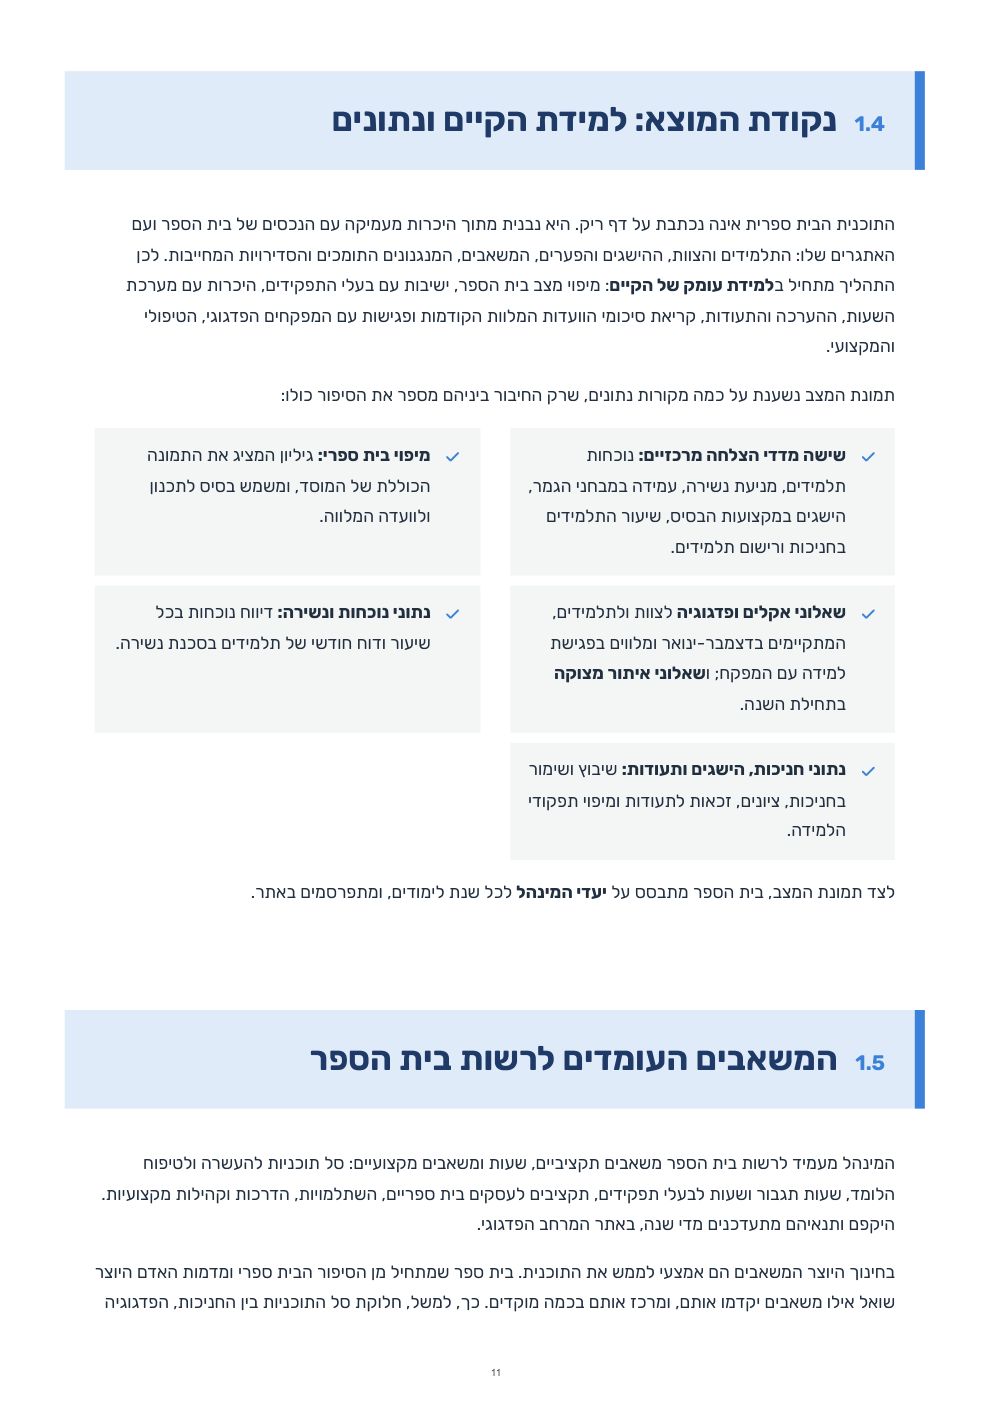 1.4 נקודת המוצא: למידת הקיים ונתונים
התוכנית הבית ספרית אינה נכתבת על דף ריק. היא נבנית מתוך היכרות מעמיקה עם הנכסים של בית הספר ועם
האתגרים שלו: התלמידים והצוות, ההישגים והפערים, המשאבים, המנגנונים התומכים והסדירויות המחייבות. לכן
התהליך מתחיל בלמידת עומק של הקיים: מיפוי מצב בית הספר, ישיבות עם בעלי התפקידים, היכרות עם מערכת
השעות, ההערכה והתעודות, קריאת סיכומי הוועדות המלוות הקודמות ופגישות עם המפקחים הפדגוגי, הטיפולי
והמקצועי.
תמונת המצב נשענת על כמה מקורות נתונים, שרק החיבור ביניהם מספר את הסיפור כולו:
שישה מדדי הצלחה מרכזיים: נוכחות
תלמידים, מניעת נשירה, עמידה במבחני הגמר,
הישגים במקצועות הבסיס, שיעור התלמידים
בחניכות ורישום תלמידים.
מיפוי בית ספרי: גיליון המציג את התמונה
הכוללת של המוסד, ומשמש בסיס לתכנון
ולוועדה המלווה.
שאלוני אקלים ופדגוגיה לצוות ולתלמידים,
המתקיימים בדצמבר-ינואר ומלווים בפגישת
למידה עם המפקח; ושאלוני איתור מצוקה
בתחילת השנה.
נתוני נוכחות ונשירה: דיווח נוכחות בכל
שיעור ודוח חודשי של תלמידים בסכנת נשירה.
נתוני חניכות, הישגים ותעודות: שיבוץ ושימור
בחניכות, ציונים, זכאות לתעודות ומיפוי תפקודי
הלמידה.
לצד תמונת המצב, בית הספר מתבסס על יעדי המינהל לכל שנת לימודים, ומתפרסמים באתר.
1.5 המשאבים העומדים לרשות בית הספר
המינהל מעמיד לרשות בית הספר משאבים תקציביים, שעות ומשאבים מקצועיים: סל תוכניות להעשרה ולטיפוח
הלומד, שעות תגבור ושעות לבעלי תפקידים, תקציבים לעסקים בית ספריים, השתלמויות, הדרכות וקהילות מקצועיות.
היקפם ותנאיהם מתעדכנים מדי שנה, באתר המרחב הפדגוגי.
בחינוך היוצר המשאבים הם אמצעי לממש את התוכנית. בית ספר שמתחיל מן הסיפור הבית ספרי ומדמות האדם היוצר
שואל אילו משאבים יקדמו אותם, ומרכז אותם בכמה מוקדים. כך, למשל, חלוקת סל התוכניות בין החניכות, הפדגוגיה
11